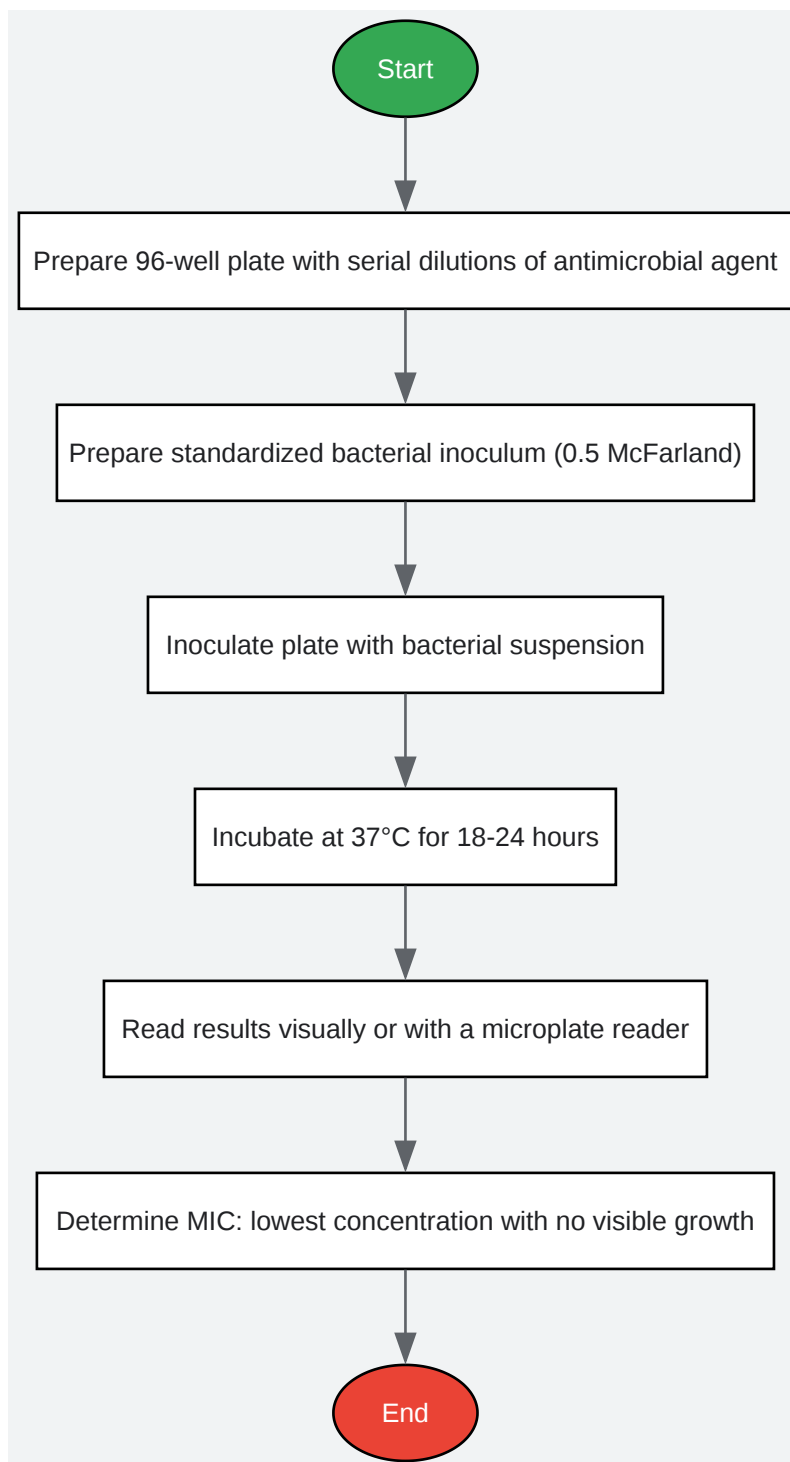 Start
Prepare 96-well plate with serial dilutions of antimicrobial agent
Prepare standardized bacterial inoculum (0.5 McFarland)
Inoculate plate with bacterial suspension
Incubate at 37°C for 18-24 hours
Read results visually or with a microplate reader
Determine MIC: lowest concentration with no visible growth
End